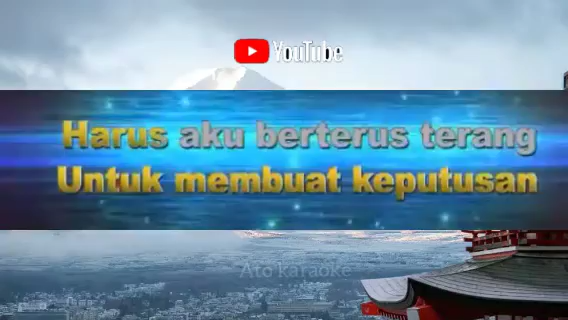 YouTube
Harus aku berterus terang
Untuk membuat keputusan
Ato karaoke